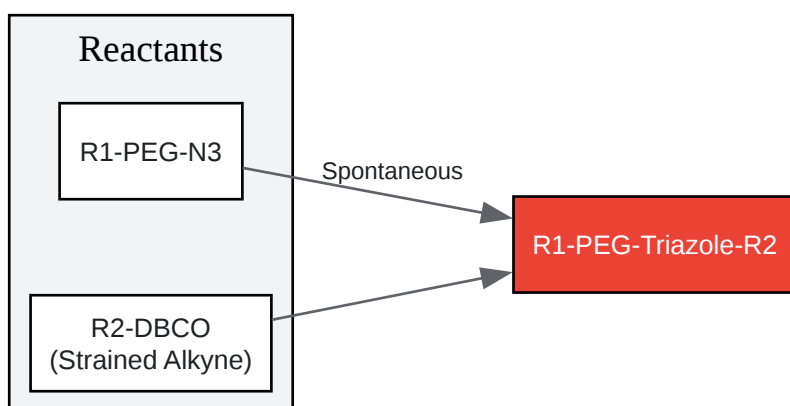 Reactants
R1-PEG-N3
Spontaneous
R1-PEG-Triazole-R2
R2-DBCO
(Strained Alkyne)